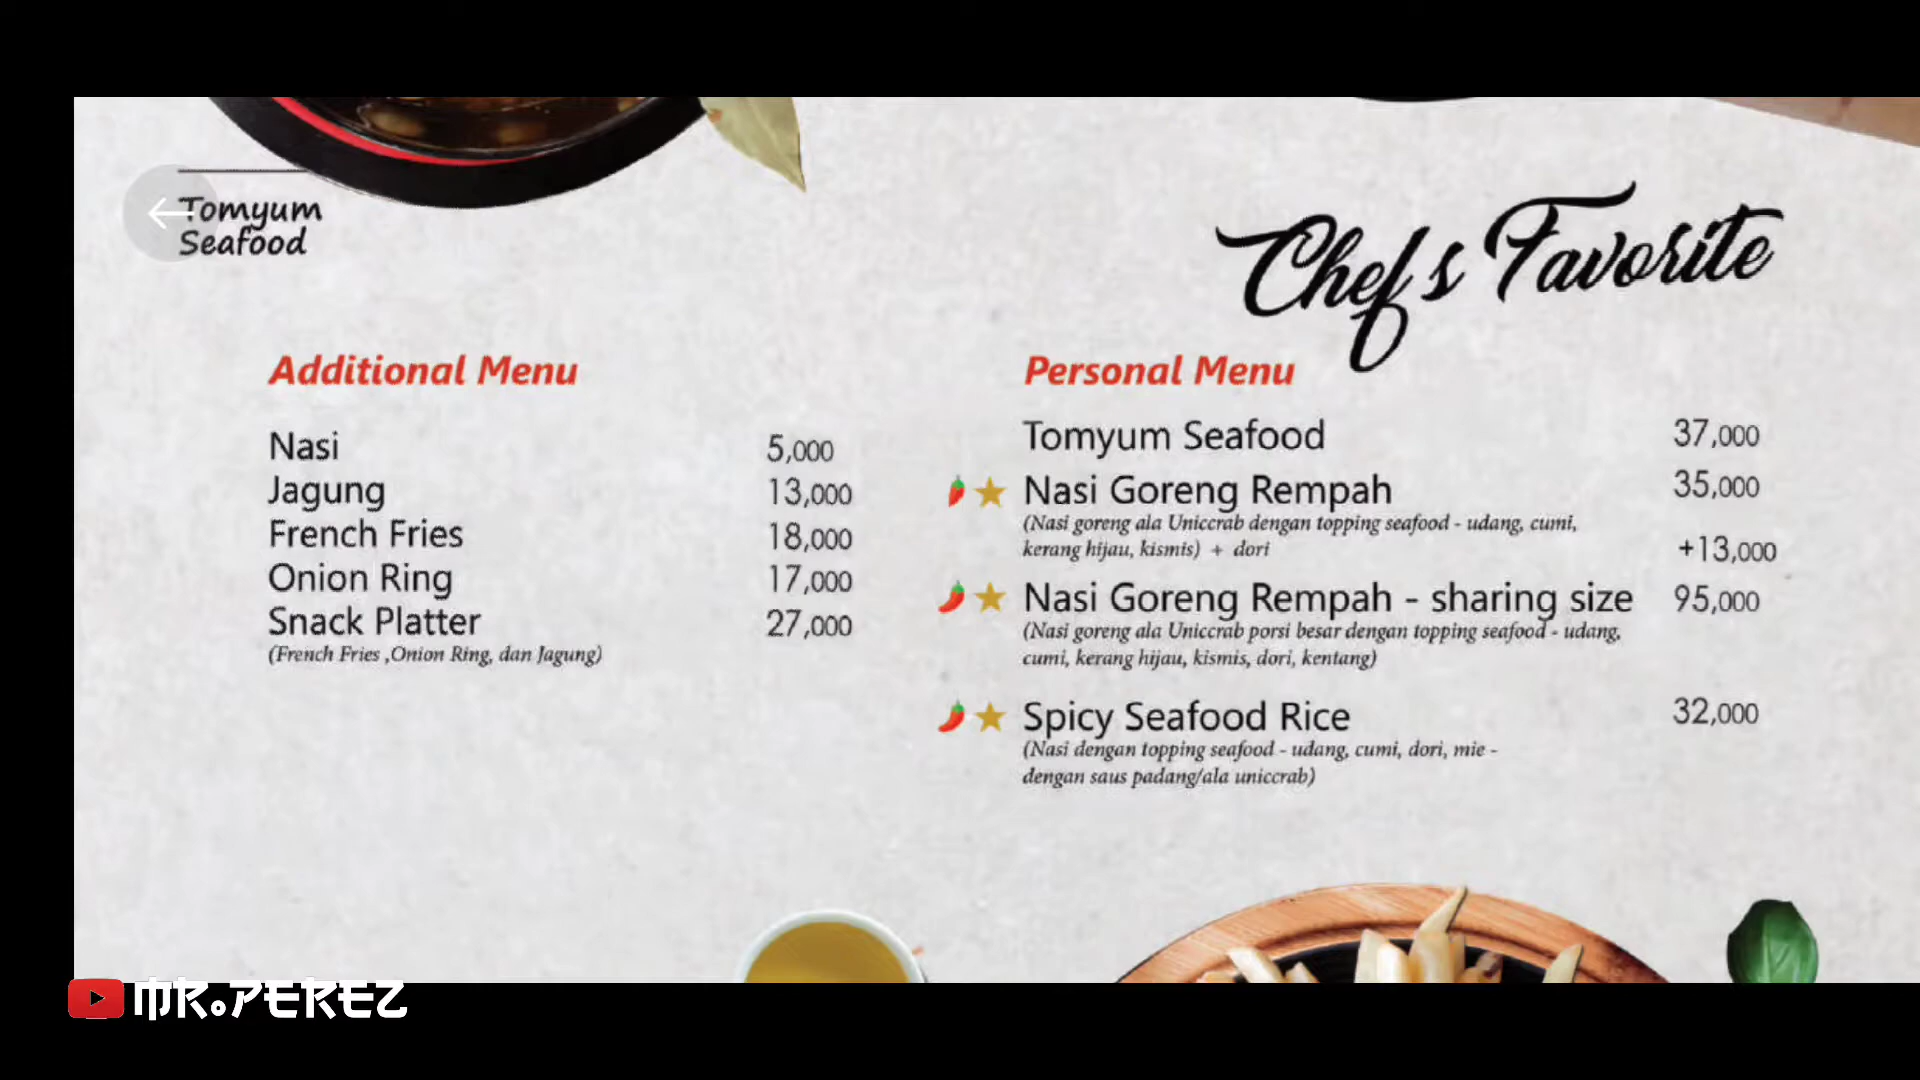 Tomyum
Seafood
Chef's Favorite
Additional Menu
Nasi 5,000
Jagung 13,000
French Fries 18,000
Onion Ring 17,000
Snack Platter 27,000
(French Fries ,Onion Ring, dan Jagung)
Personal Menu
Tomyum Seafood 37,000
Nasi Goreng Rempah 35,000
(Nasi goreng ala Uniccrab dengan topping seafood - udang, cumi,
kerang hijau, kismis) + dori +13,000
Nasi Goreng Rempah - sharing size 95,000
(Nasi goreng ala Uniccrab porsi besar dengan topping seafood - udang,
cumi, kerang hijau, kismis, dori, kentang)
Spicy Seafood Rice 32,000
(Nasi dengan topping seafood - udang, cumi, dori, mie -
dengan saus padang/ala uniccrab)
MR.PEREZ